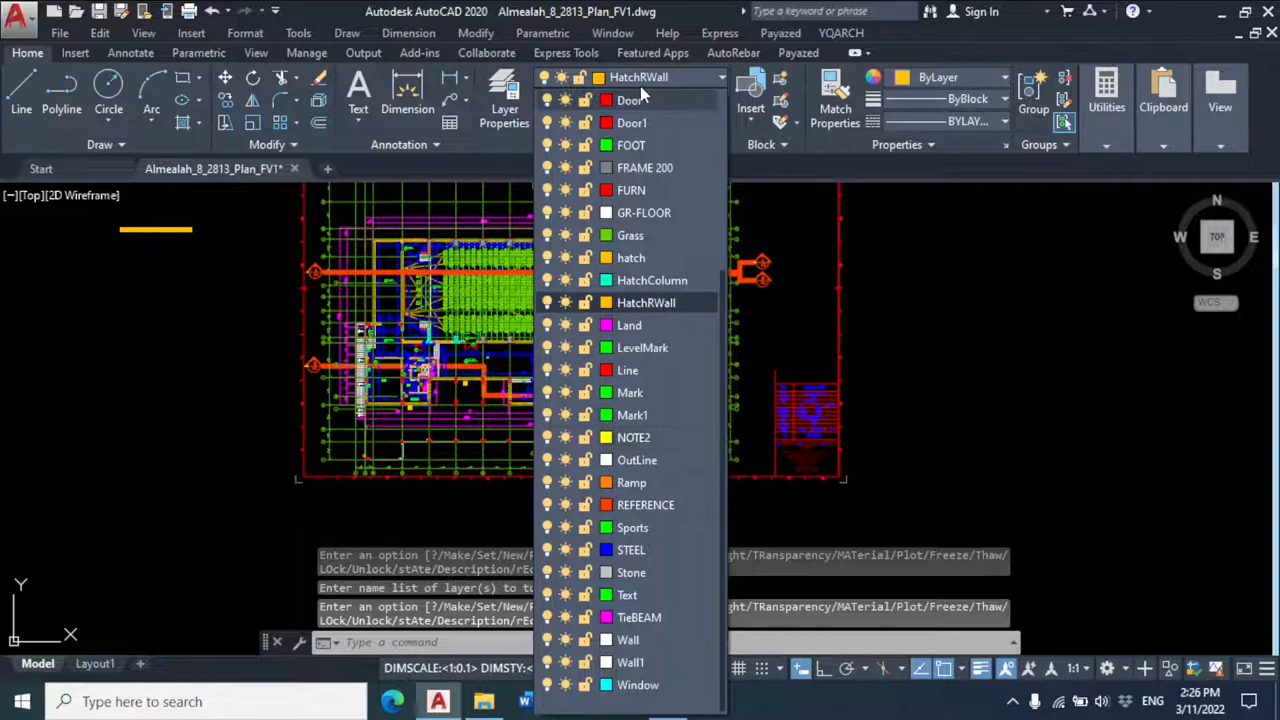 Autodesk AutoCAD 2020 Almealah_8_2813_Plan_FV1.dwg
Type a keyword or phrase
Sign In
File Edit View Insert Format Tools Draw Dimension Modify Parametric Window Help Express Payazed YQARCH
Home Insert Annotate Parametric View Manage Output Add-ins Collaborate Express Tools Featured Apps AutoRebar Payazed
HatchRWall
ByLayer
ByBlock
BYLAY...
Line Polyline Circle Arc
Text Dimension
Layer
Properties
Insert
Match
Properties
Group
Utilities
Clipboard
View
Draw Modify Annotation Block Properties Groups
Start Almealah_8_2813_Plan_FV1*
[−][Top][2D Wireframe]
Door
Door1
FOOT
FRAME 200
FURN
GR-FLOOR
Grass
hatch
HatchColumn
HatchRWall
Land
LevelMark
Line
Mark
Mark1
NOTE2
OutLine
Ramp
REFERENCE
Sports
STEEL
Stone
Text
TieBEAM
Wall
Wall1
Window
N
W TOP E
S
WCS
Enter an option [?/Make/Set/New/
ght/TRansparency/MATerial/Plot/Freeze/Thaw/
LOck/Unlock/stAte/Description/rE
Enter name list of layer(s) to tu
Enter an option [?/Make/Set/New/
ght/TRansparency/MATerial/Plot/Freeze/Thaw/
LOck/Unlock/stAte/Description/rE
Type a command
Y
X
Model Layout1
DIMSCALE:<1:0.1> DIMSTY:<
1:1
Type here to search
ENG
2:26 PM
3/11/2022